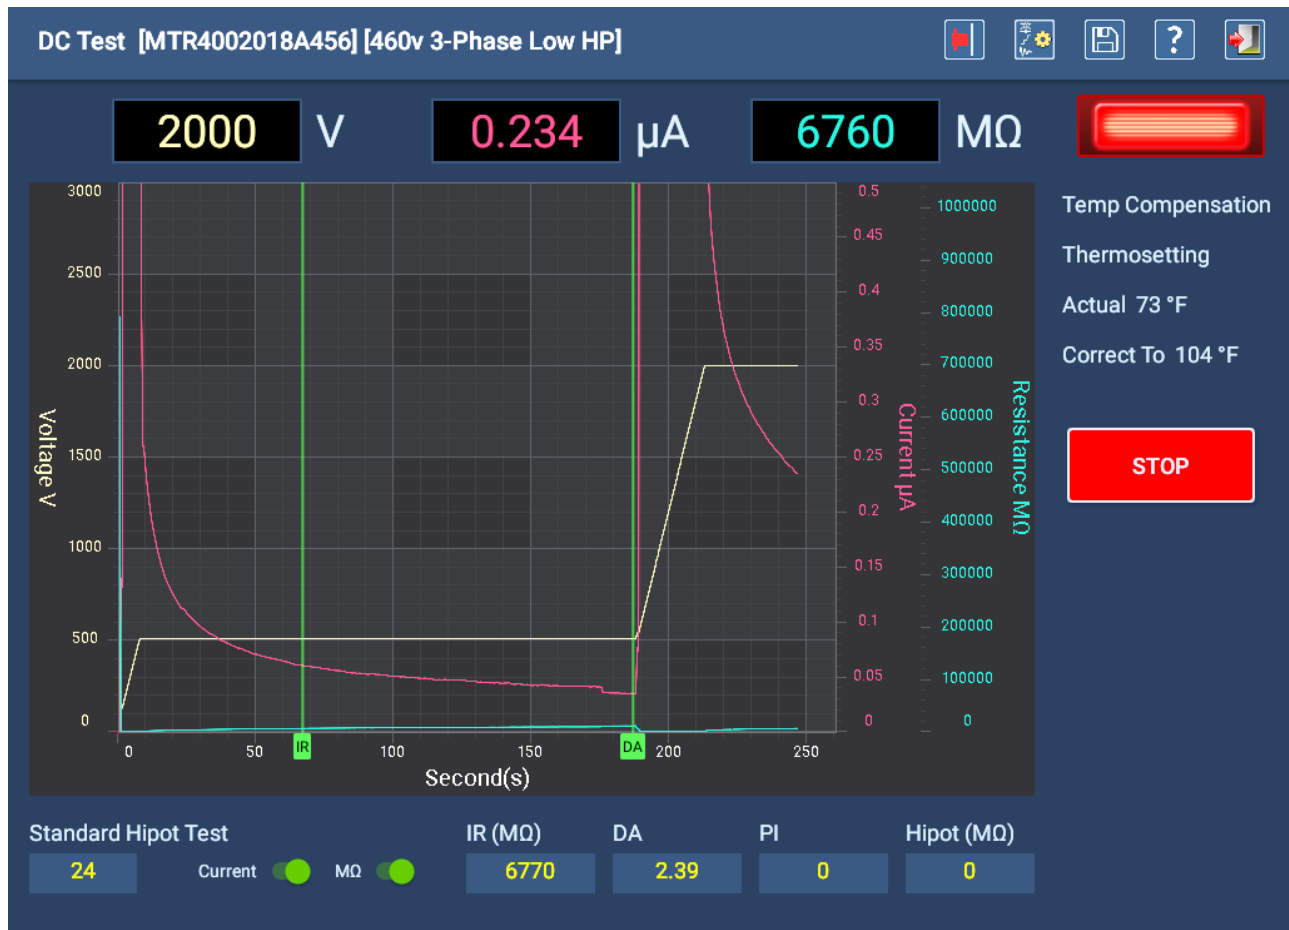 DC Test [MTR4002018A456] [460v 3-Phase Low HP]
?
2000 V 0.234 µA 6760 MΩ
Temp Compensation
Thermosetting
Actual 73 °F
Correct To 104 °F
STOP
Voltage V
3000
2500
2000
1500
1000
500
0
0.5
0.45
0.4
0.35
0.3
0.25
0.2
0.15
0.1
0.05
0
Current µA
1000000
900000
800000
700000
600000
500000
400000
300000
200000
100000
0
Resistance MΩ
0 50 IR 100 150 DA 200 250
Second(s)
Standard Hipot Test IR (MΩ) DA PI Hipot (MΩ)
24 Current MΩ 6770 2.39 0 0